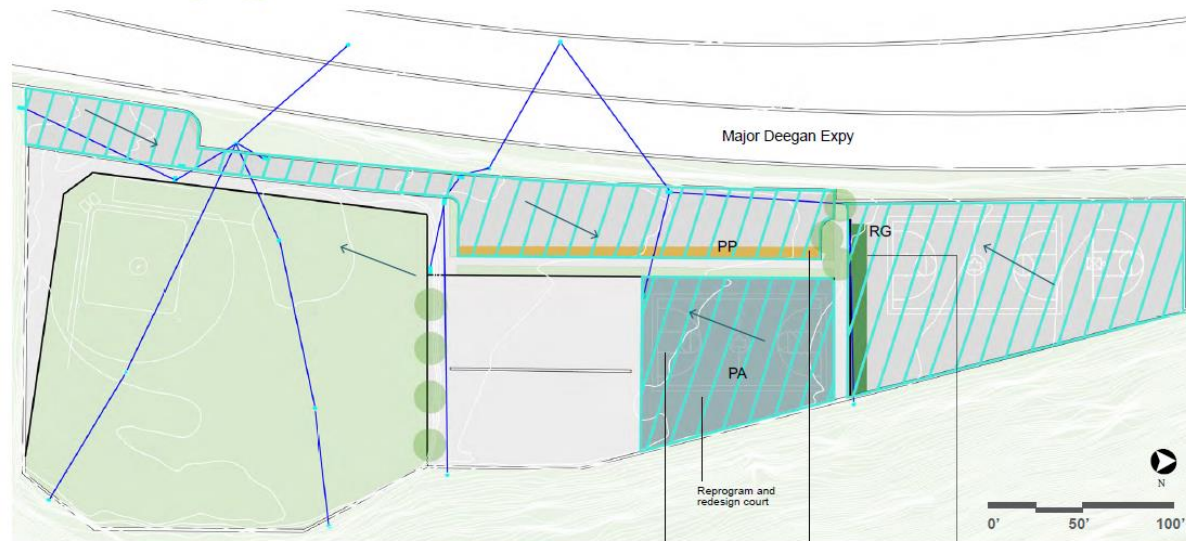 Major Deegan Expy
RG
PP
PA
Reprogram and
redesign court
N
0' 50' 100'